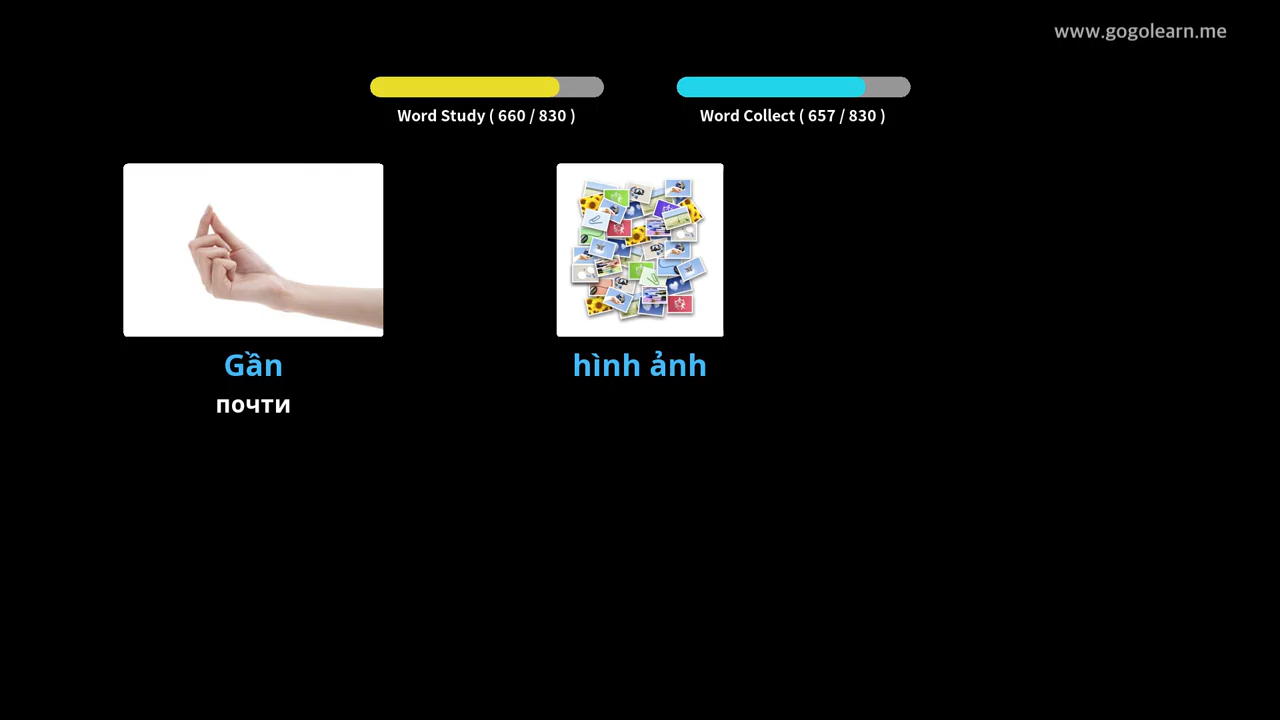 www.gogolearn.me
Word Study ( 660 / 830 )
Word Collect ( 657 / 830 )
Gần
почти
hình ảnh